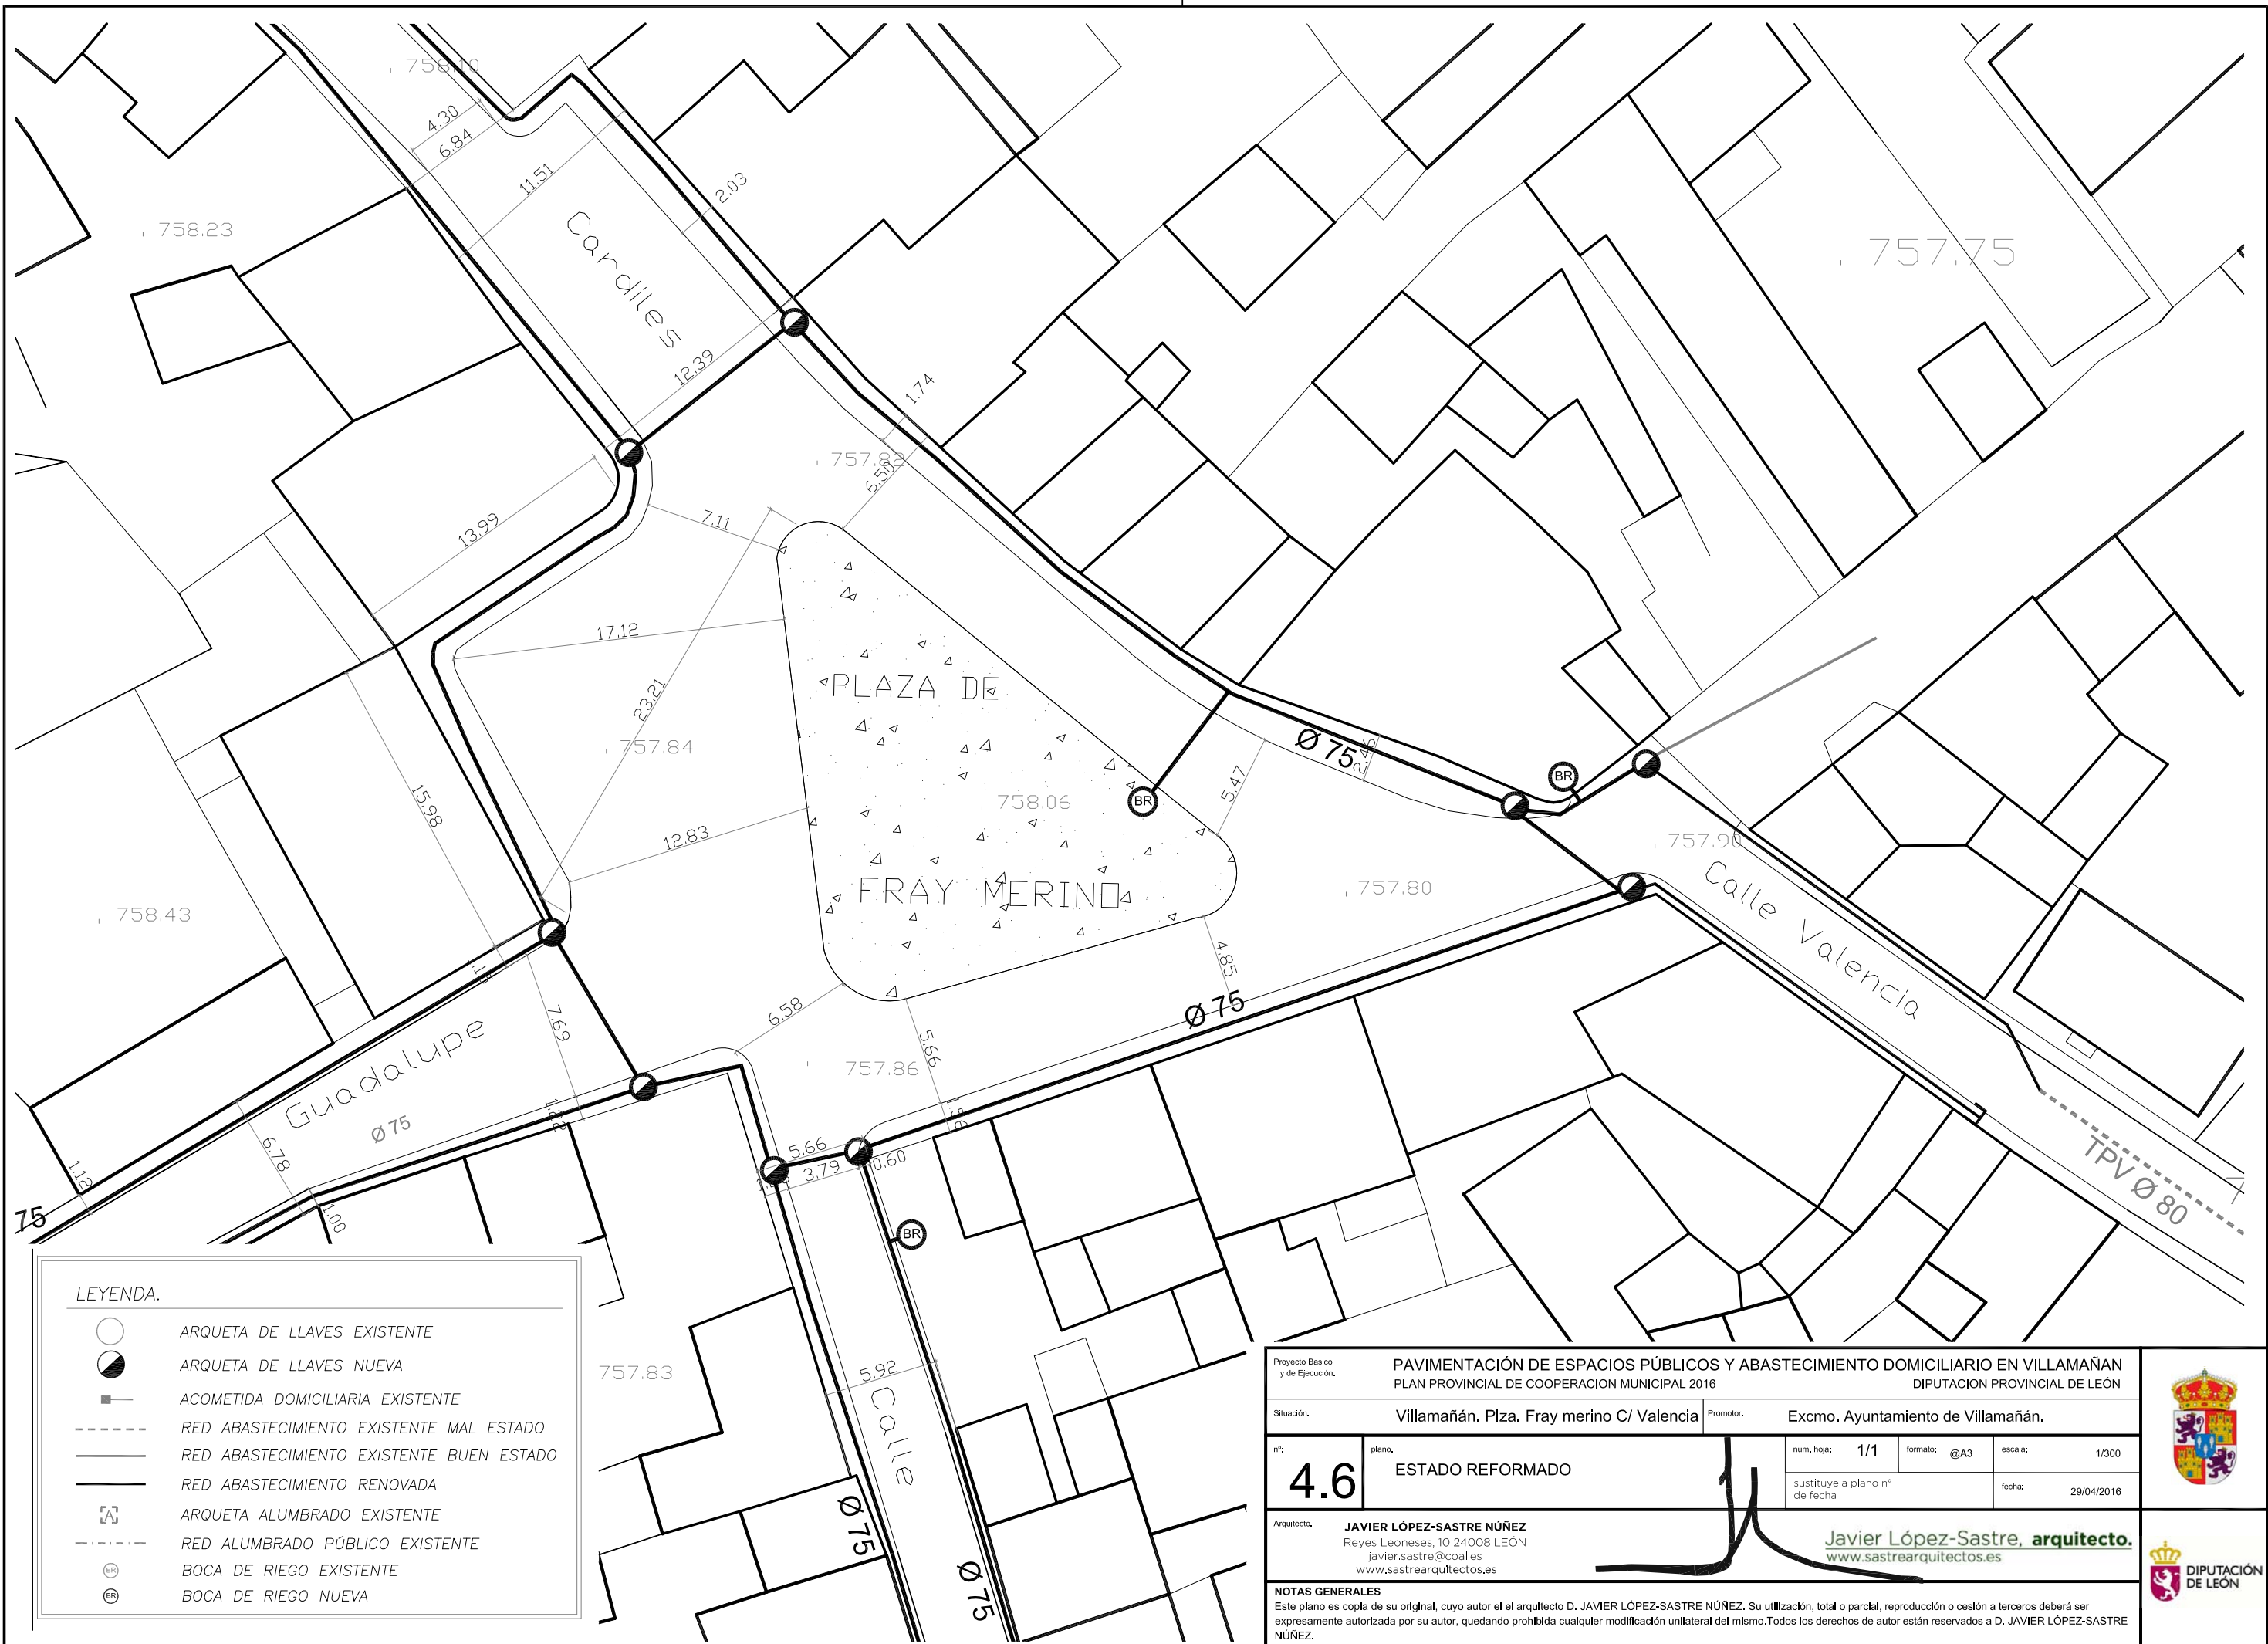 758.10
4.30
6.84
11.51
2.03
758.23
Cardiles
757.75
12.39
1.74
757.82
6.50
7.11
13.99
17.12
PLAZA DE
23.21
757.84
Ø 75
2.46
5.47
BR
BR
758.06
15.98
12.83
757.90
Calle Valencia
FRAY MERINO
757.80
758.43
4.85
Ø 75
7.69
6.58
5.66
Guadalupe
757.86
Ø 75
1.22
1.56
6.78
5.66
3.79
0.60
1.12
1.00
75
BR
TPV Ø 80
757.83
5.92
Calle
Ø 75
Ø 75
LEYENDA.
ARQUETA DE LLAVES EXISTENTE
ARQUETA DE LLAVES NUEVA
ACOMETIDA DOMICILIARIA EXISTENTE
RED ABASTECIMIENTO EXISTENTE MAL ESTADO
RED ABASTECIMIENTO EXISTENTE BUEN ESTADO
RED ABASTECIMIENTO RENOVADA
A ARQUETA ALUMBRADO EXISTENTE
RED ALUMBRADO PÚBLICO EXISTENTE
BR BOCA DE RIEGO EXISTENTE
BR BOCA DE RIEGO NUEVA
Proyecto Basico
y de Ejecución.
PAVIMENTACIÓN DE ESPACIOS PÚBLICOS Y ABASTECIMIENTO DOMICILIARIO EN VILLAMAÑAN
PLAN PROVINCIAL DE COOPERACION MUNICIPAL 2016 DIPUTACION PROVINCIAL DE LEÓN
Situación. Villamañán. Plza. Fray merino C/ Valencia Promotor. Excmo. Ayuntamiento de Villamañán.
nº: 4.6
plano.
ESTADO REFORMADO
num. hoja: 1/1 formato: @A3 escala: 1/300
sustituye a plano nº
de fecha
fecha: 29/04/2016
Arquitecto. JAVIER LÓPEZ-SASTRE NÚÑEZ
Reyes Leoneses, 10 24008 LEÓN
javier.sastre@coal.es
www.sastrearquitectos.es
Javier López-Sastre, arquitecto.
www.sastrearquitectos.es
DIPUTACIÓN
DE LEÓN
NOTAS GENERALES
Este plano es copia de su original, cuyo autor el el arquitecto D. JAVIER LÓPEZ-SASTRE NÚÑEZ. Su utilización, total o parcial, reproducción o cesión a terceros deberá ser
expresamente autorizada por su autor, quedando prohibida cualquier modificación unilateral del mismo.Todos los derechos de autor están reservados a D. JAVIER LÓPEZ-SASTRE
NÚÑEZ.